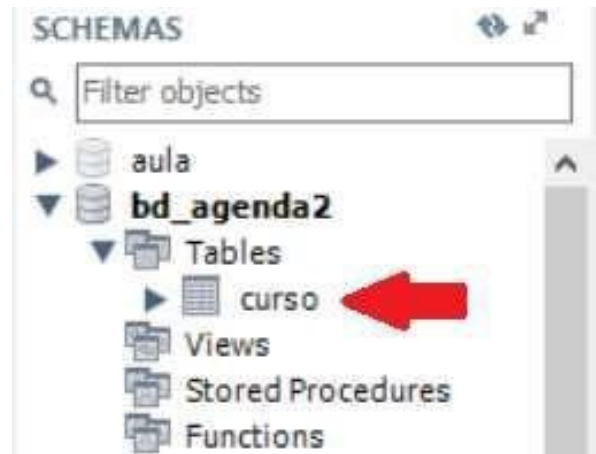 SCHEMAS
Filter objects
aula
bd_agenda2
Tables
curso
Views
Stored Procedures
Functions